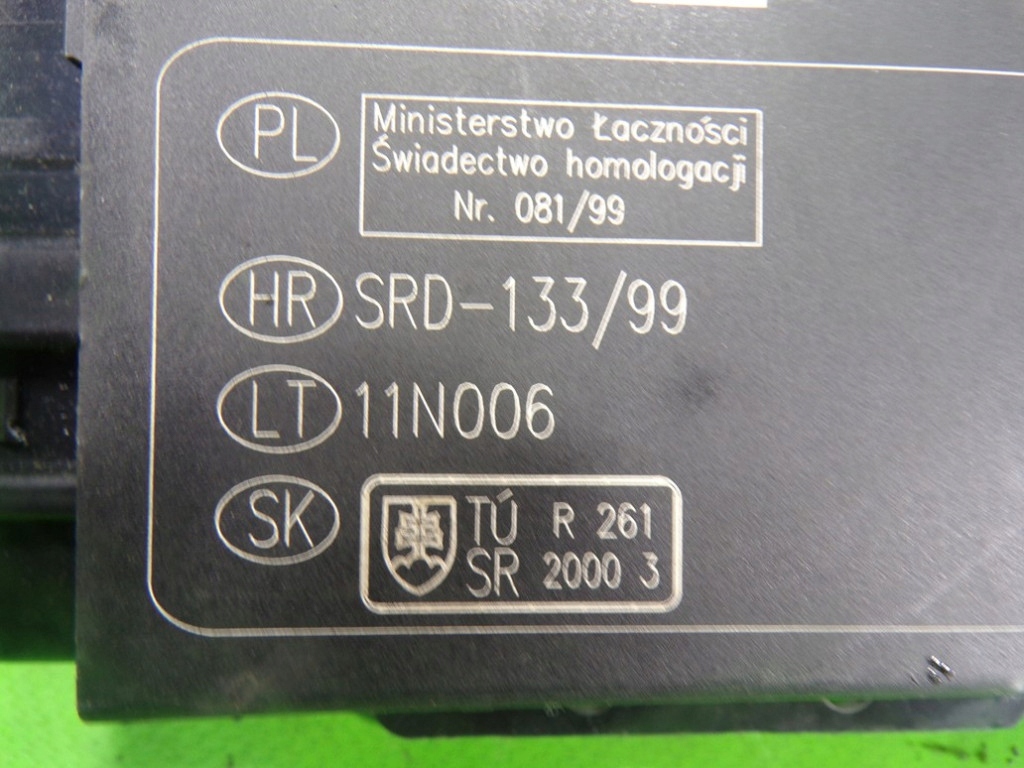 PL
Ministerstwo Łaczności
Świadectwo homologacji
Nr. 081/99
HR SRD-133/99
LT 11N006
SK TÚ R 261
SR 2000 3